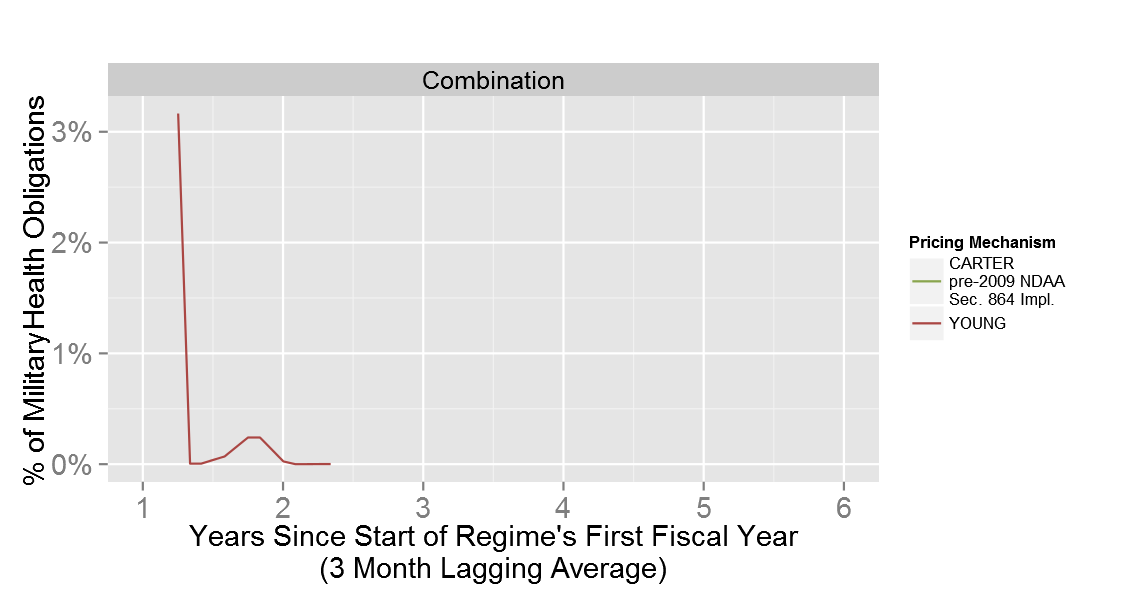 Combination
% of MilitaryHealth Obligations
3%
2%
1%
0%
1 2 3 4 5 6
Years Since Start of Regime's First Fiscal Year
(3 Month Lagging Average)
Pricing Mechanism
CARTER
pre-2009 NDAA
Sec. 864 Impl.
YOUNG